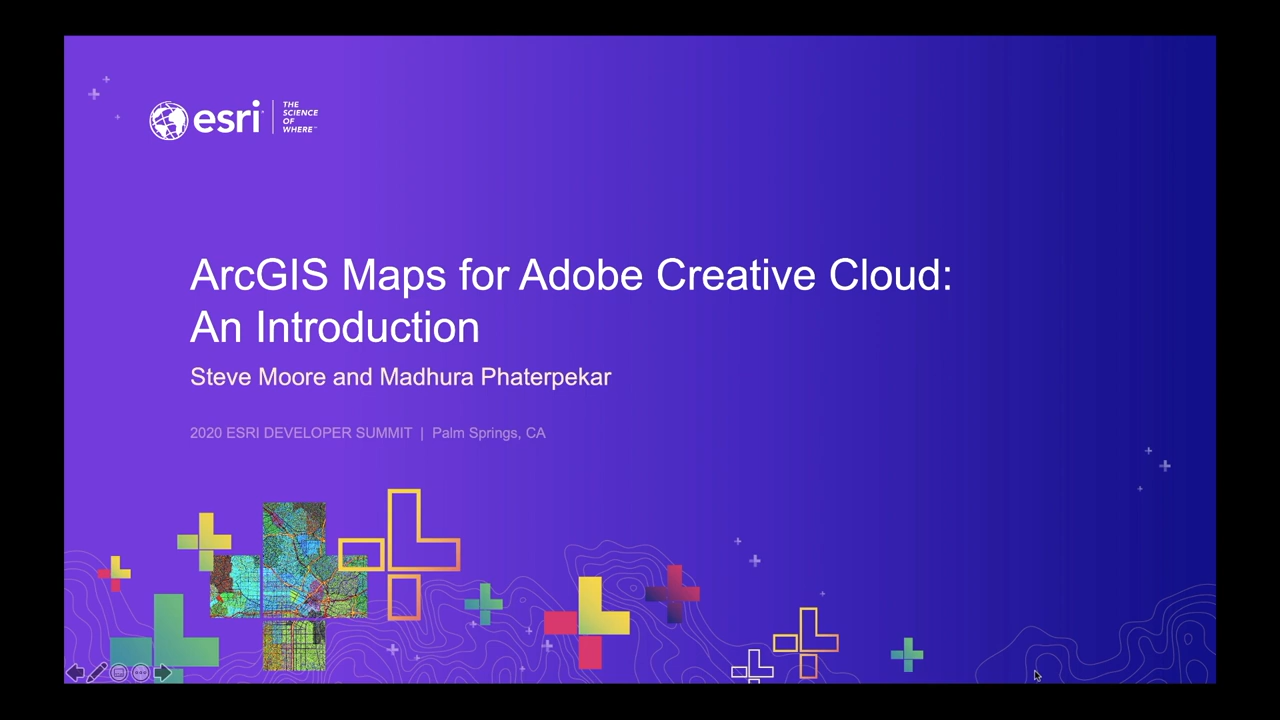 esri
THE
SCIENCE
OF
WHERE™
ArcGIS Maps for Adobe Creative Cloud:
An Introduction
Steve Moore and Madhura Phaterpekar
2020 ESRI DEVELOPER SUMMIT | Palm Springs, CA